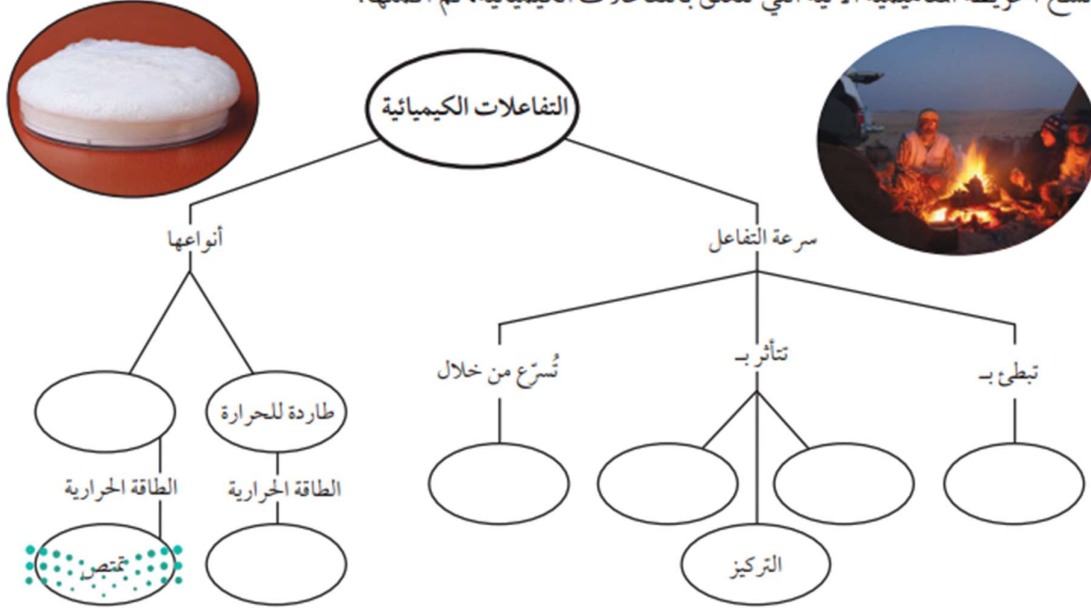 التفاعلات الكيميائية
سرعة التفاعل
أنواعها
تبطئ بـ
تتأثر بـ
تُسرّع من خلال
طاردة للحرارة
الطاقة الحرارية
الطاقة الحرارية
التركيز
تمتص